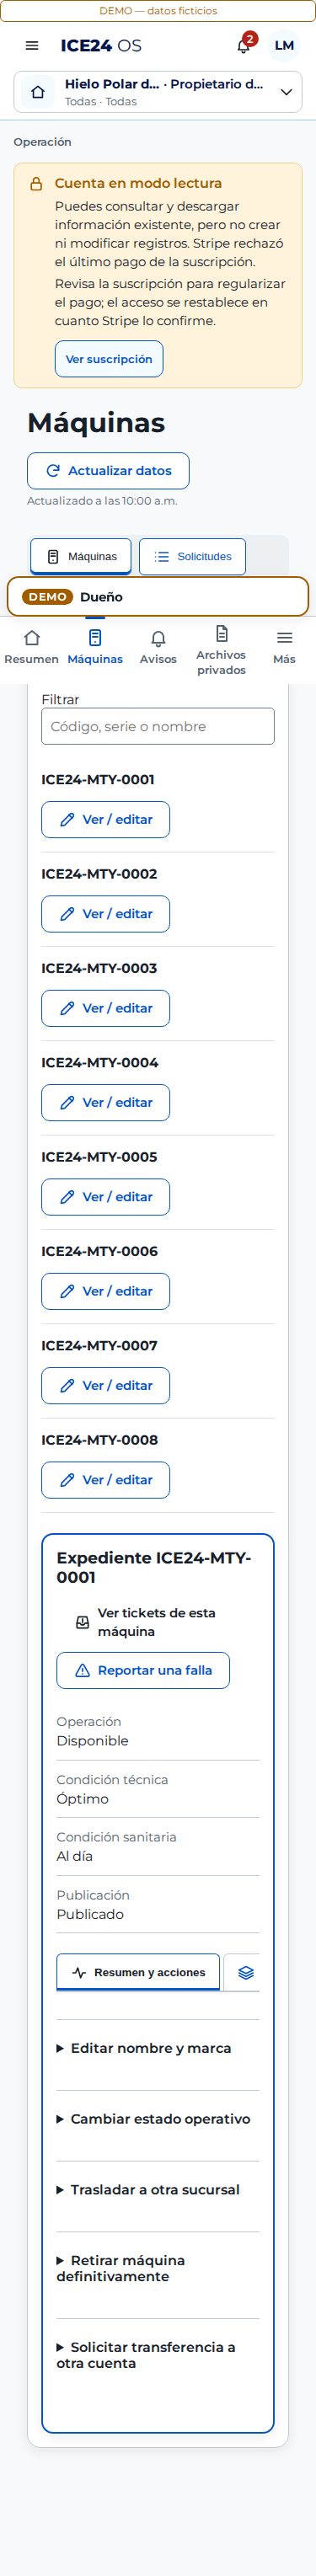 DEMO — datos ficticios
ICE24 OS
2
LM
Hielo Polar d... · Propietario d...
Todas · Todas
Operación
Cuenta en modo lectura
Puedes consultar y descargar
información existente, pero no crear
ni modificar registros. Stripe rechazó
el último pago de la suscripción.
Revisa la suscripción para regularizar
el pago; el acceso se restablece en
cuanto Stripe lo confirme.
Ver suscripción
Máquinas
Actualizar datos
Actualizado a las 10:00 a.m.
Máquinas
Solicitudes
DEMO Dueño
Resumen
Máquinas
Avisos
Archivos
privados
Más
Filtrar
Código, serie o nombre
ICE24-MTY-0001
Ver / editar
ICE24-MTY-0002
Ver / editar
ICE24-MTY-0003
Ver / editar
ICE24-MTY-0004
Ver / editar
ICE24-MTY-0005
Ver / editar
ICE24-MTY-0006
Ver / editar
ICE24-MTY-0007
Ver / editar
ICE24-MTY-0008
Ver / editar
Expediente ICE24-MTY-
0001
Ver tickets de esta
máquina
Reportar una falla
Operación
Disponible
Condición técnica
Óptimo
Condición sanitaria
Al día
Publicación
Publicado
Resumen y acciones
Editar nombre y marca
Cambiar estado operativo
Trasladar a otra sucursal
Retirar máquina
definitivamente
Solicitar transferencia a
otra cuenta